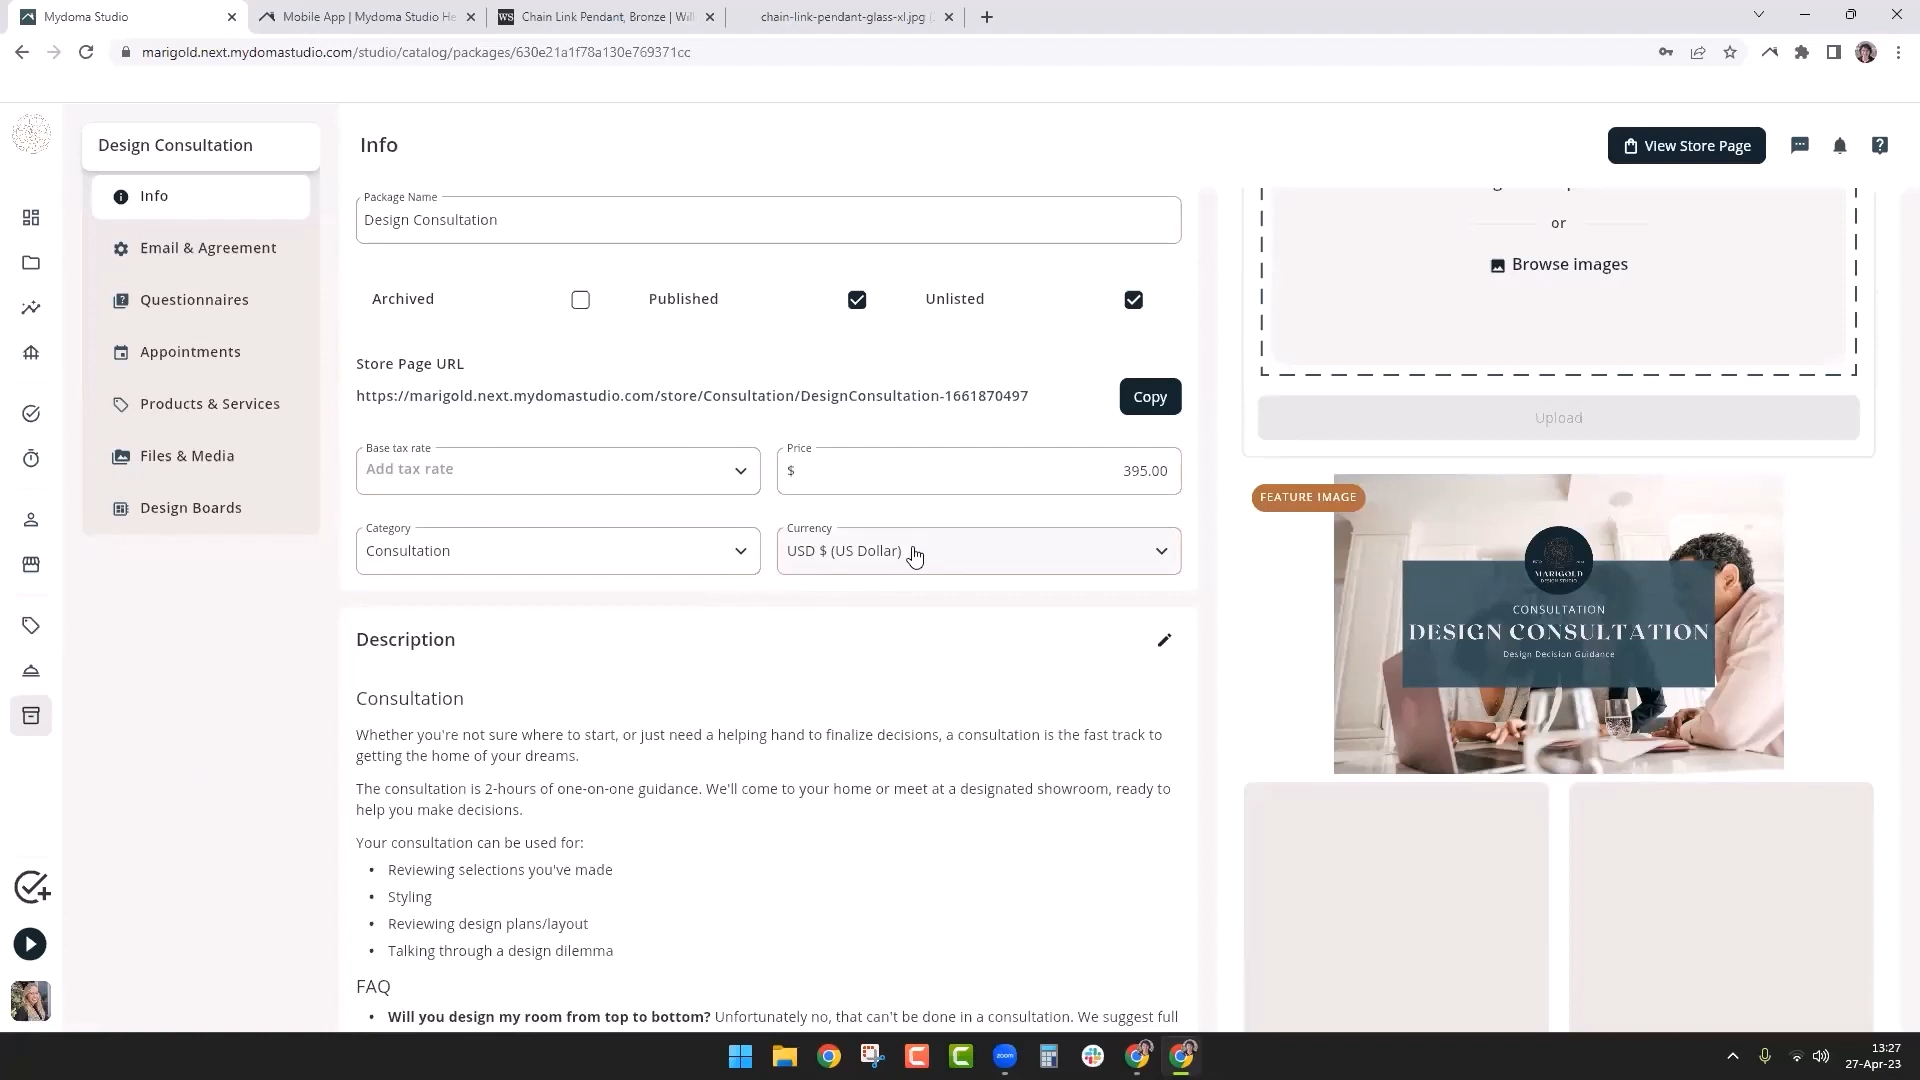 Mydoma Studio
Mobile App | Mydoma Studio He
WS
Chain Link Pendant, Bronze | Will
chain-link-pendant-glass-xl.jpg (
marigold.next.mydomastudio.com/studio/catalog/packages/630e21a1f78a130e769371cc
Design Consultation
Info
View Store Page
Info
Email & Agreement
Questionnaires
Appointments
Products & Services
Files & Media
Design Boards
Package Name
Design Consultation
Archived
Published
Unlisted
Store Page URL
https://marigold.next.mydomastudio.com/store/Consultation/DesignConsultation-1661870497
Copy
Base tax rate
Add tax rate
Price
$ 395.00
Category
Consultation
Currency
USD $ (US Dollar)
Description
Consultation
Whether you're not sure where to start, or just need a helping hand to finalize decisions, a consultation is the fast track to
getting the home of your dreams.
The consultation is 2-hours of one-on-one guidance. We'll come to your home or meet at a designated showroom, ready to
help you make decisions.
Your consultation can be used for:
• Reviewing selections you've made
• Styling
• Reviewing design plans/layout
• Talking through a design dilemma
FAQ
• Will you design my room from top to bottom? Unfortunately no, that can't be done in a consultation. We suggest full
or
Browse images
Upload
FEATURE IMAGE
MARIGOLD
DESIGN STUDIO
CONSULTATION
DESIGN CONSULTATION
Design Decision Guidance
zoom
13:27
27-Apr-23